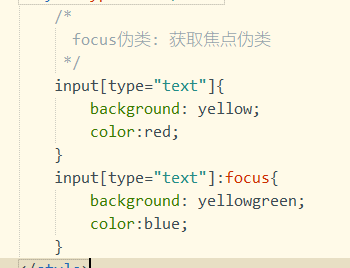 /*
focus伪类: 获取焦点伪类
*/
input[type="text"]{
background: yellow;
color:red;
}
input[type="text"]:focus{
background: yellowgreen;
color:blue;
}
</style>